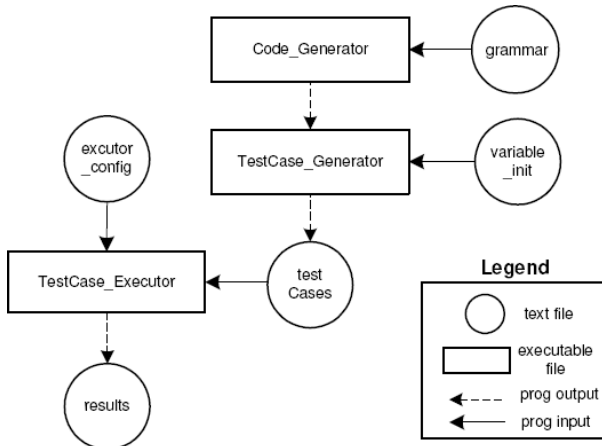 Code_Generator
grammar
excutor
_config
TestCase_Generator
variable
_init
TestCase_Executor
test
Cases
results
Legend
text file
executable
file
prog output
prog input